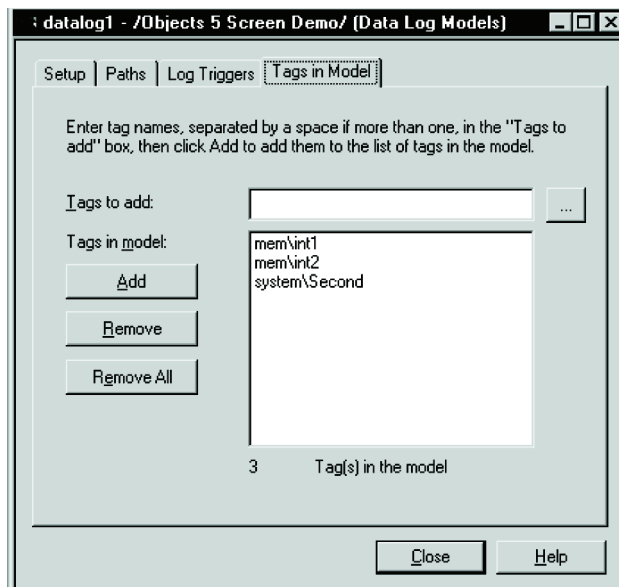 datalog1 - /Objects 5 Screen Demo/ (Data Log Models)
Setup
Paths
Log Triggers
Tags in Model
Enter tag names, separated by a space if more than one, in the "Tags to
add" box, then click Add to add them to the list of tags in the model.
Tags to add:
...
Tags in model:
mem\int1
mem\int2
system\Second
Add
Remove
Remove All
3 Tag(s) in the model
Close
Help